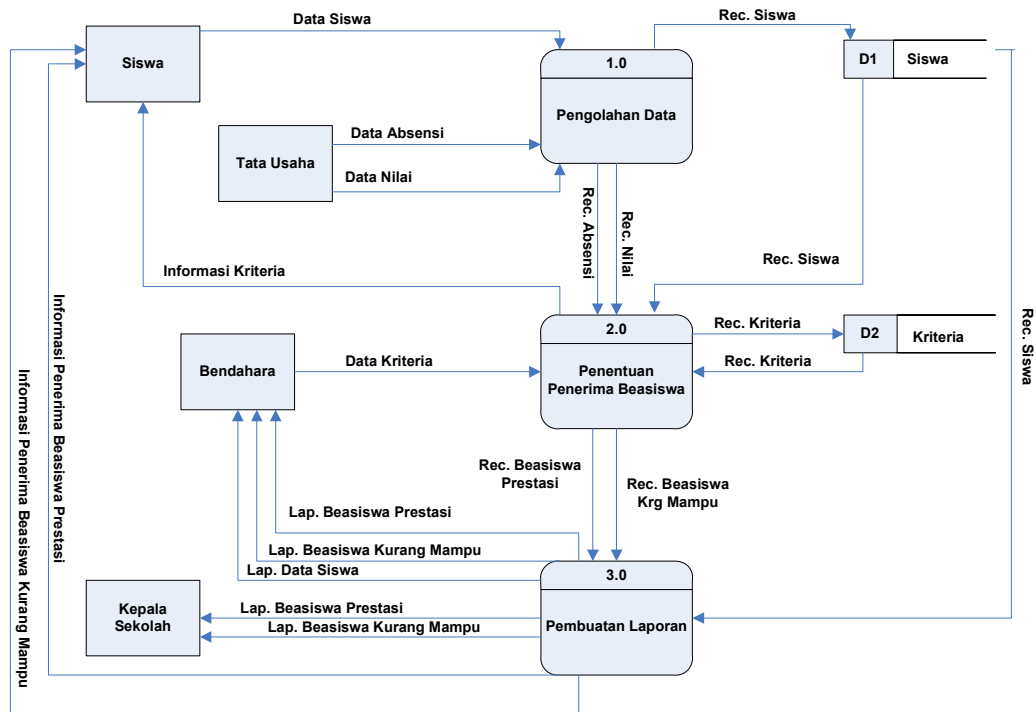 Data Siswa
Rec. Siswa
Siswa
1.0
Pengolahan Data
D1
Siswa
Tata Usaha
Data Absensi
Data Nilai
Rec. Absensi
Rec. Nilai
Rec. Siswa
Rec. Siswa
Informasi Kriteria
2.0
Penentuan
Penerima Beasiswa
Rec. Kriteria
Rec. Kriteria
D2
Kriteria
Bendahara
Data Kriteria
Informasi Penerima Beasiswa Kurang Mampu
Informasi Penerima Beasiswa Prestasi
Rec. Beasiswa
Prestasi
Rec. Beasiswa
Krg Mampu
Lap. Beasiswa Prestasi
Lap. Beasiswa Kurang Mampu
Lap. Data Siswa
3.0
Pembuatan Laporan
Kepala
Sekolah
Lap. Beasiswa Prestasi
Lap. Beasiswa Kurang Mampu